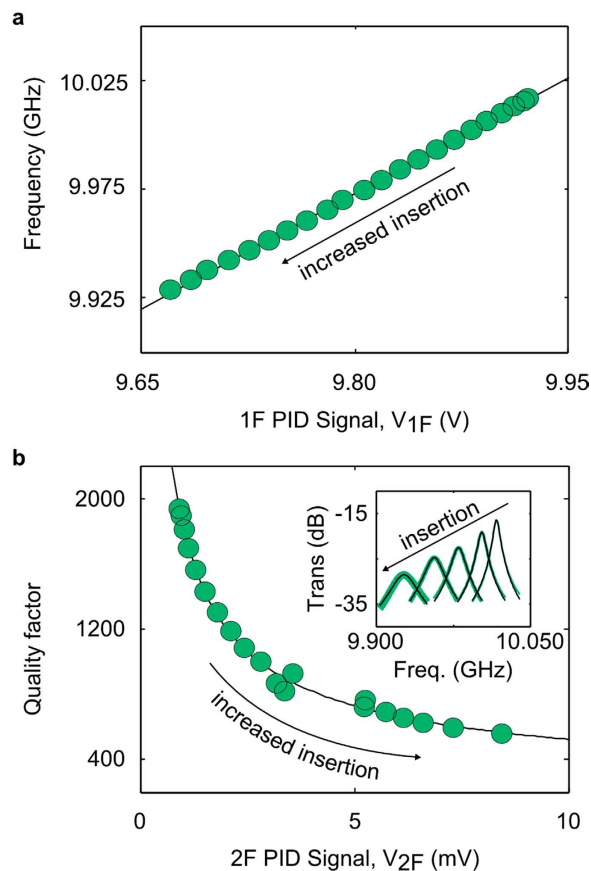 a
Frequency (GHz)
10.025
9.975
9.925
increased insertion
9.65
9.80
9.95
1F PID Signal, V1F (V)
b
Quality factor
2000
1200
400
increased insertion
Trans (dB)
-15
-35
insertion
9.900
10.050
Freq. (GHz)
0
5
10
2F PID Signal, V2F (mV)